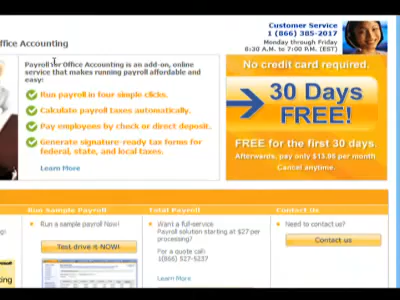 Customer Service
1 (866) 385-2017
Monday through Friday
8:30 A.M. to 7:00 P.M. (EST)
ffice Accounting
Payroll for Office Accounting is an add-on, online
service that makes running payroll affordable and
easy:
Run payroll in four simple clicks.
Calculate payroll taxes automatically.
Pay employees by check or direct deposit.
Generate signature-ready tax forms for
federal, state, and local taxes.
Learn More
No credit card required.
30 Days
FREE!
FREE for the first 30 days.
Afterwards, pay only $13.95 per month
Cancel anytime.
Run Sample Payroll
Run a sample payroll Now!
Test drive it NOW!
Total Payroll
Want a full-service
Payroll solution starting at $27 per
processing?
For a quote call:
1(866) 527-5237
Learn More
Contact Us
Need to contact us?
Contact us
ting